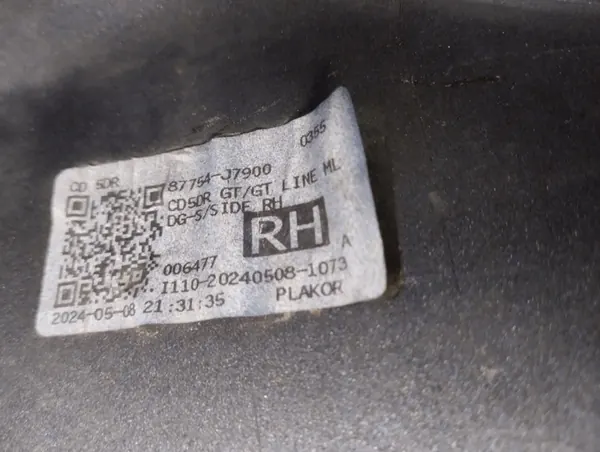 CD 5DR
87754-J7900
0355
CD5DR GT/GT LINE ML
DG-S/SIDE RH
RH
006477
A
I110-20240508-1073
2024-05-08 21:31:35
PLAKOR